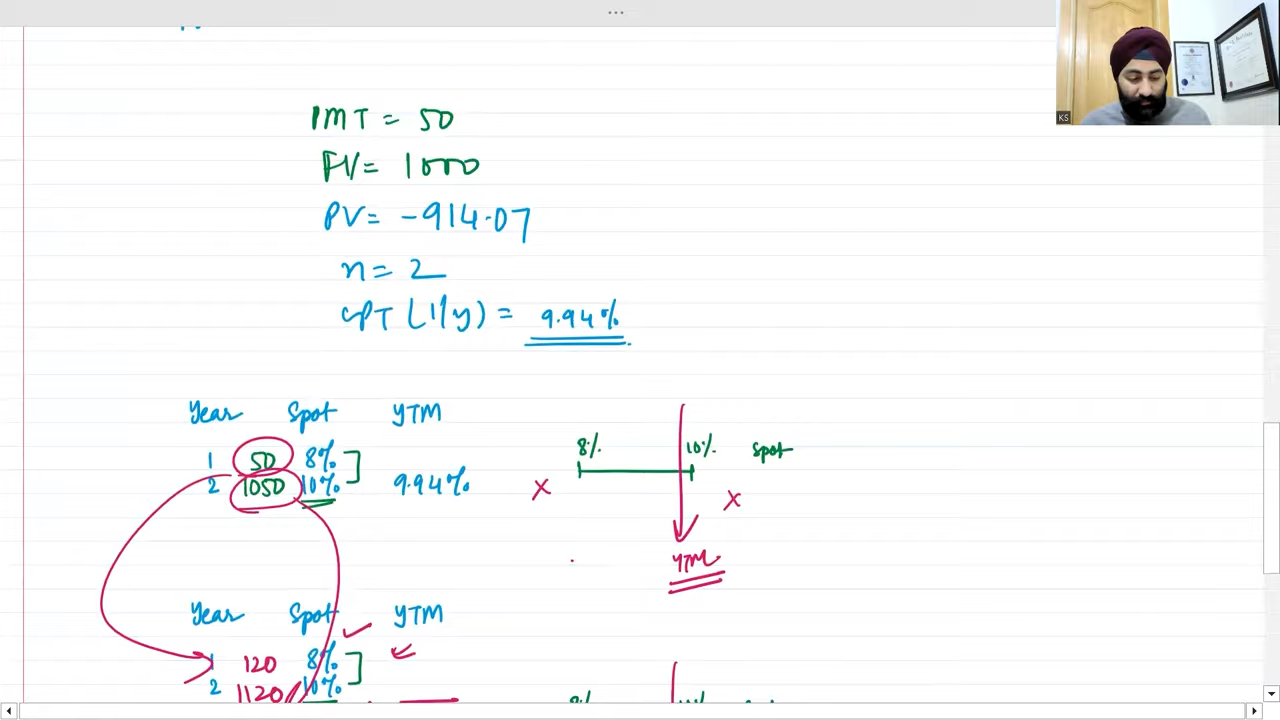 PMT = 50
FV = 1000
PV = -914.07
n = 2
CPT (I/y) = 9.94%
Year Spot YTM
1 50 8%
2 1050 10% 9.94%
8% 10% Spot
x x
YTM
Year Spot YTM
1 120 8%
2 1120 10%
KS